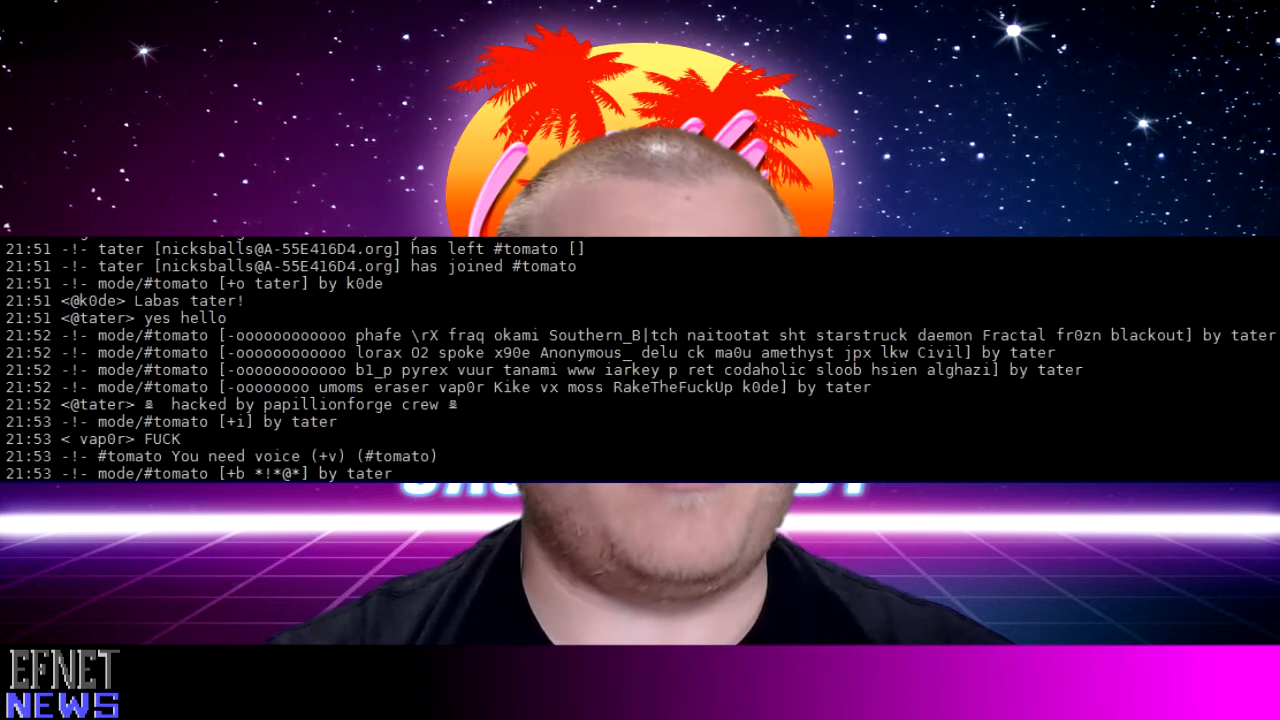 21:51 -!- tater [nicksballs@A-55E416D4.org] has left #tomato []
21:51 -!- tater [nicksballs@A-55E416D4.org] has joined #tomato
21:51 -!- mode/#tomato [+o tater] by k0de
21:51 <@k0de> Labas tater!
21:51 <@tater> yes hello
21:52 -!- mode/#tomato [-oooooooooooo phafe \rX fraq okami Southern_B|tch naitootat sht starstruck daemon Fractal fr0zn blackout] by tater
21:52 -!- mode/#tomato [-oooooooooooo lorax O2 spoke x90e Anonymous_ delu ck ma0u amethyst jpx lkw Civil] by tater
21:52 -!- mode/#tomato [-oooooooooooo b1_p pyrex vuur tanami www iarkey p ret codaholic sloob hsien alghazi] by tater
21:52 -!- mode/#tomato [-oooooooo umoms eraser vap0r Kike vx moss RakeTheFuckUp k0de] by tater
21:52 <@tater> hacked by papillionforge crew
21:53 -!- mode/#tomato [+i] by tater
21:53 < vap0r> FUCK
21:53 -!- #tomato You need voice (+v) (#tomato)
21:53 -!- mode/#tomato [+b *!*@*] by tater
EFNET
NEWS